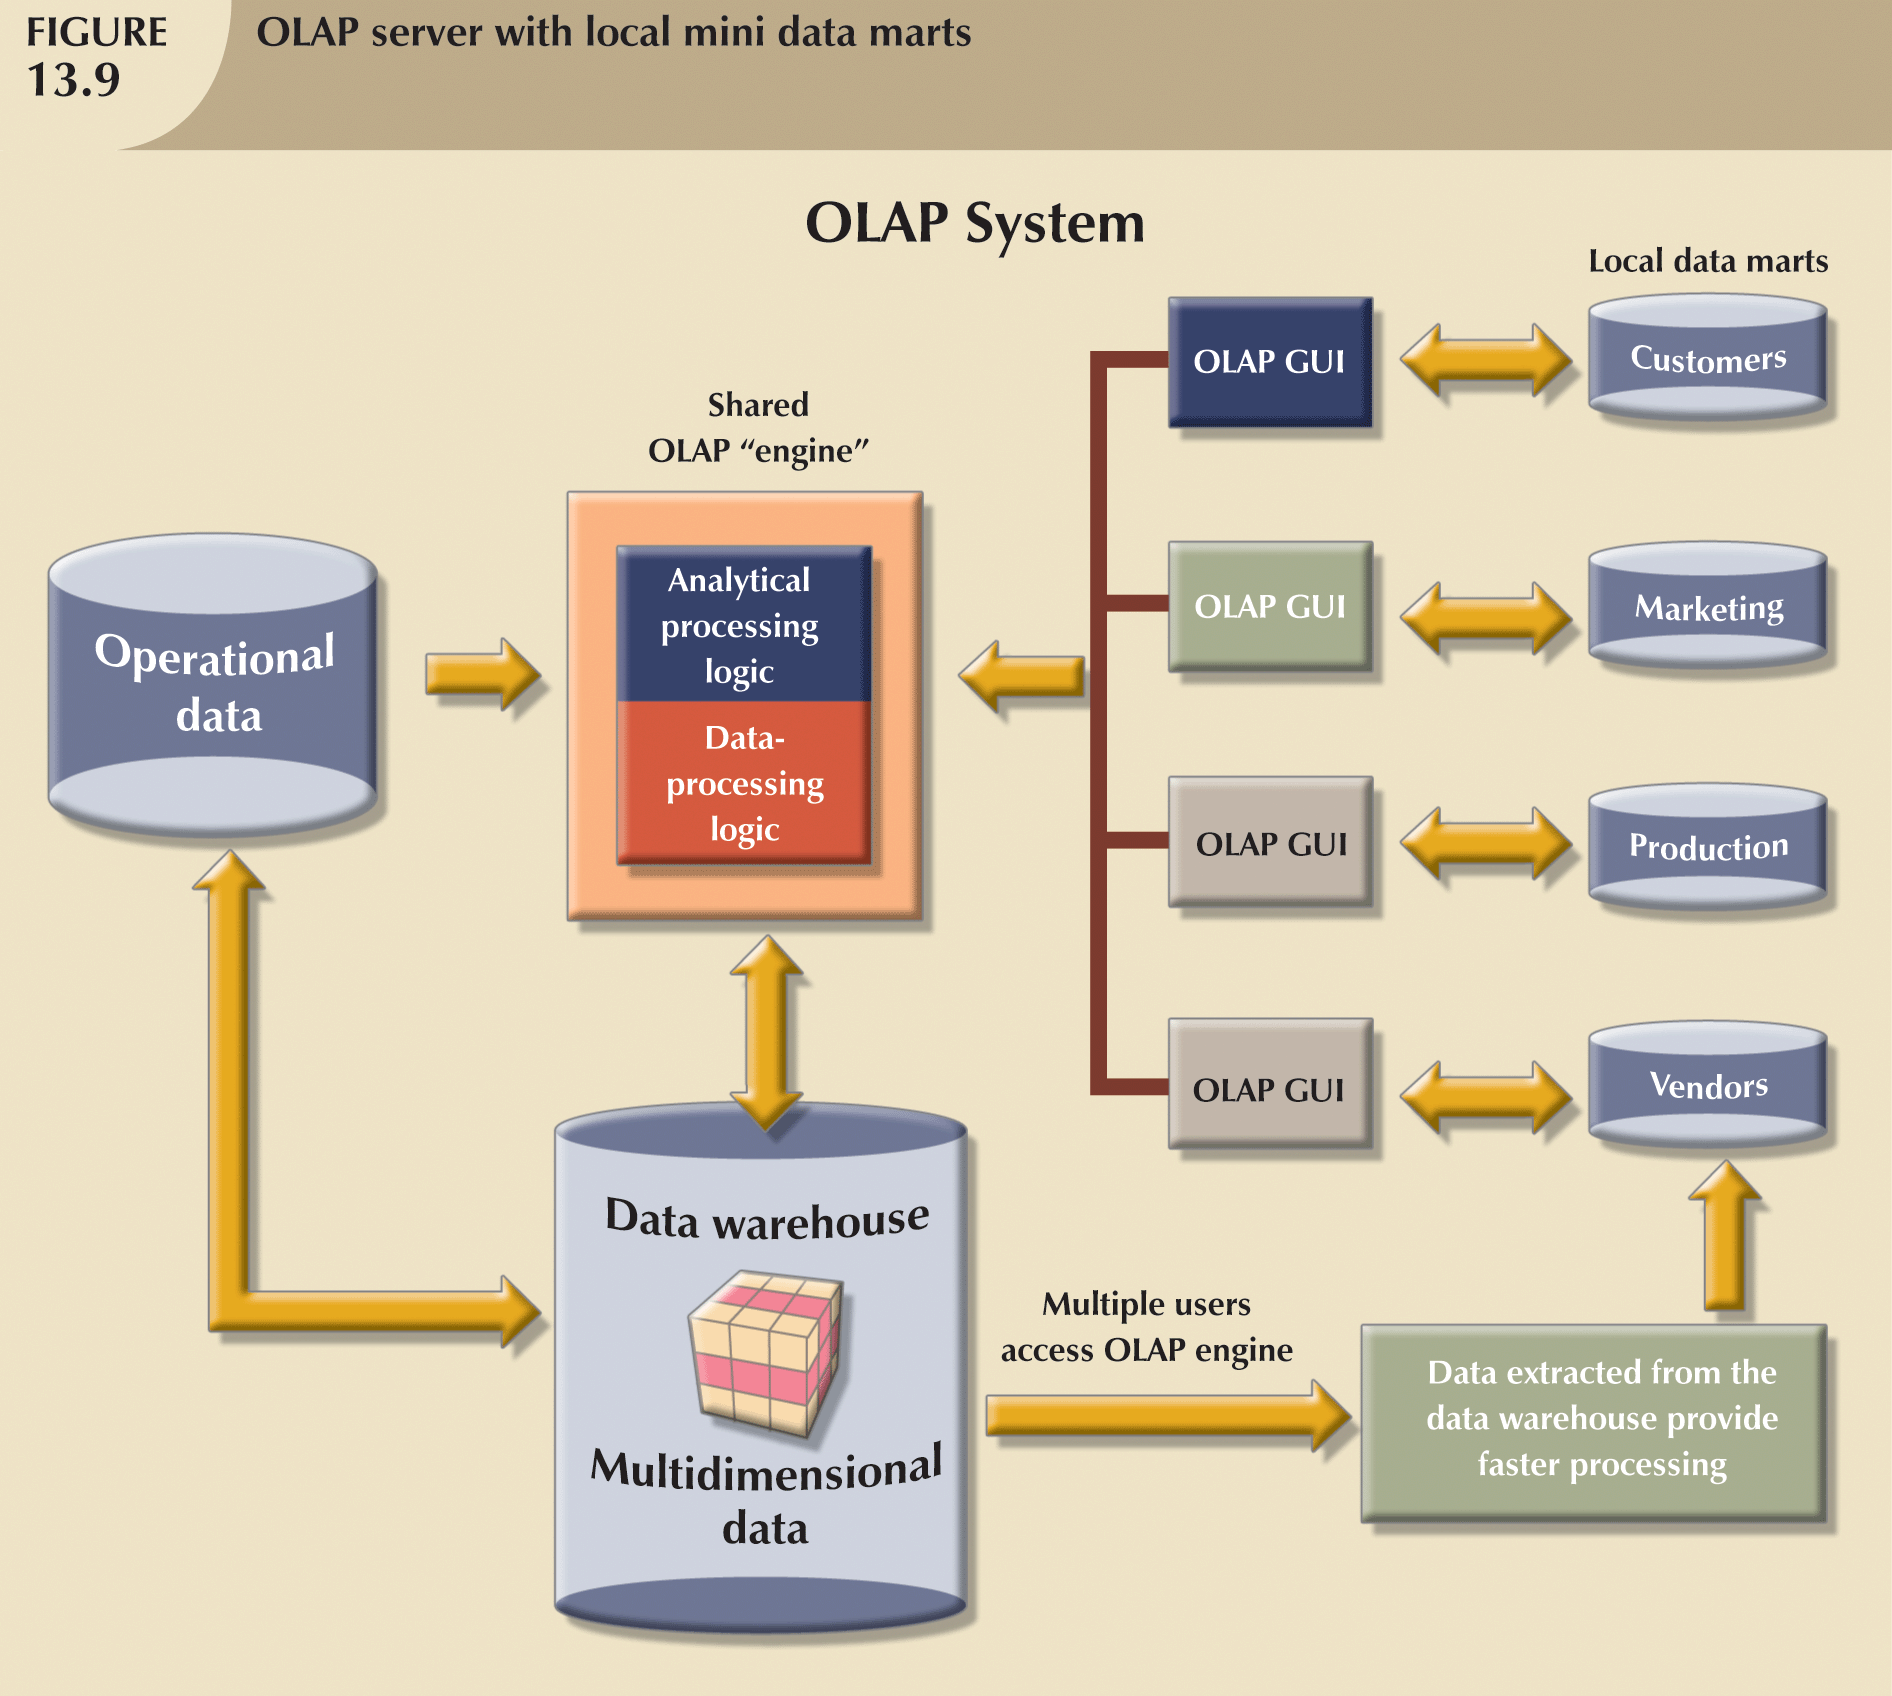 FIGURE
13.9
OLAP server with local mini data marts
OLAP System
Local data marts
OLAP GUI
Customers
Shared
OLAP “engine”
Analytical
processing
logic
Data-
processing
logic
Operational
data
OLAP GUI
Marketing
OLAP GUI
Production
OLAP GUI
Vendors
Data warehouse
Multidimensional
data
Multiple users
access OLAP engine
Data extracted from the
data warehouse provide
faster processing